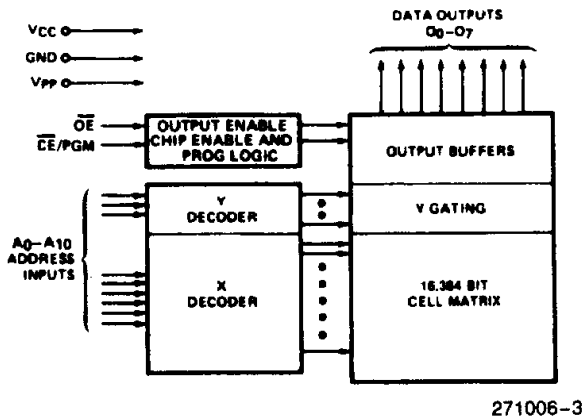 DATA OUTPUTS
O0–O7
VCC
GND
VPP
OE
CE/PGM
OUTPUT ENABLE
CHIP ENABLE AND
PROG LOGIC
OUTPUT BUFFERS
Y
DECODER
Y GATING
A0–A10
ADDRESS
INPUTS
X
DECODER
16,384 BIT
CELL MATRIX
271006–3